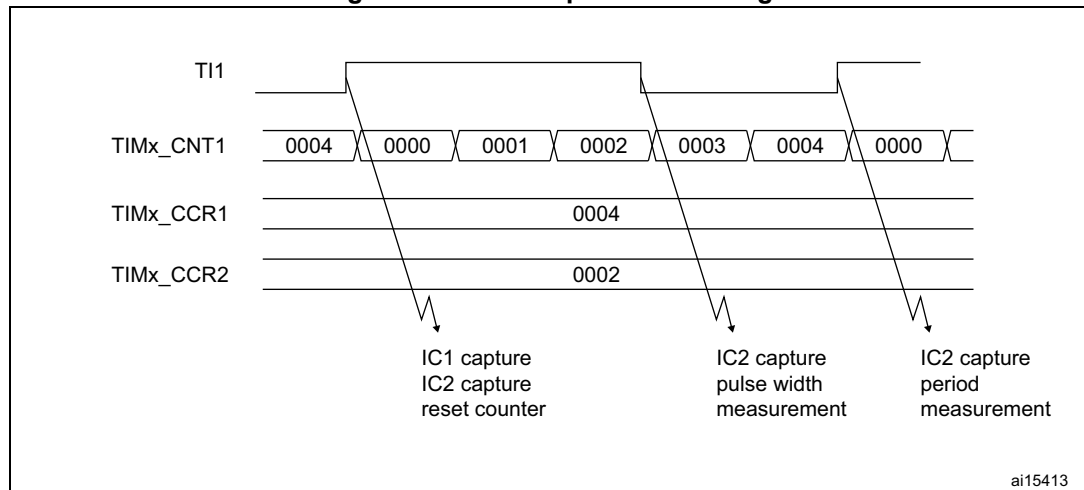 TI1
TIMx_CNT1 0004 0000 0001 0002 0003 0004 0000
TIMx_CCR1 0004
TIMx_CCR2 0002
IC1 capture
IC2 capture
reset counter
IC2 capture
pulse width
measurement
IC2 capture
period
measurement
ai15413